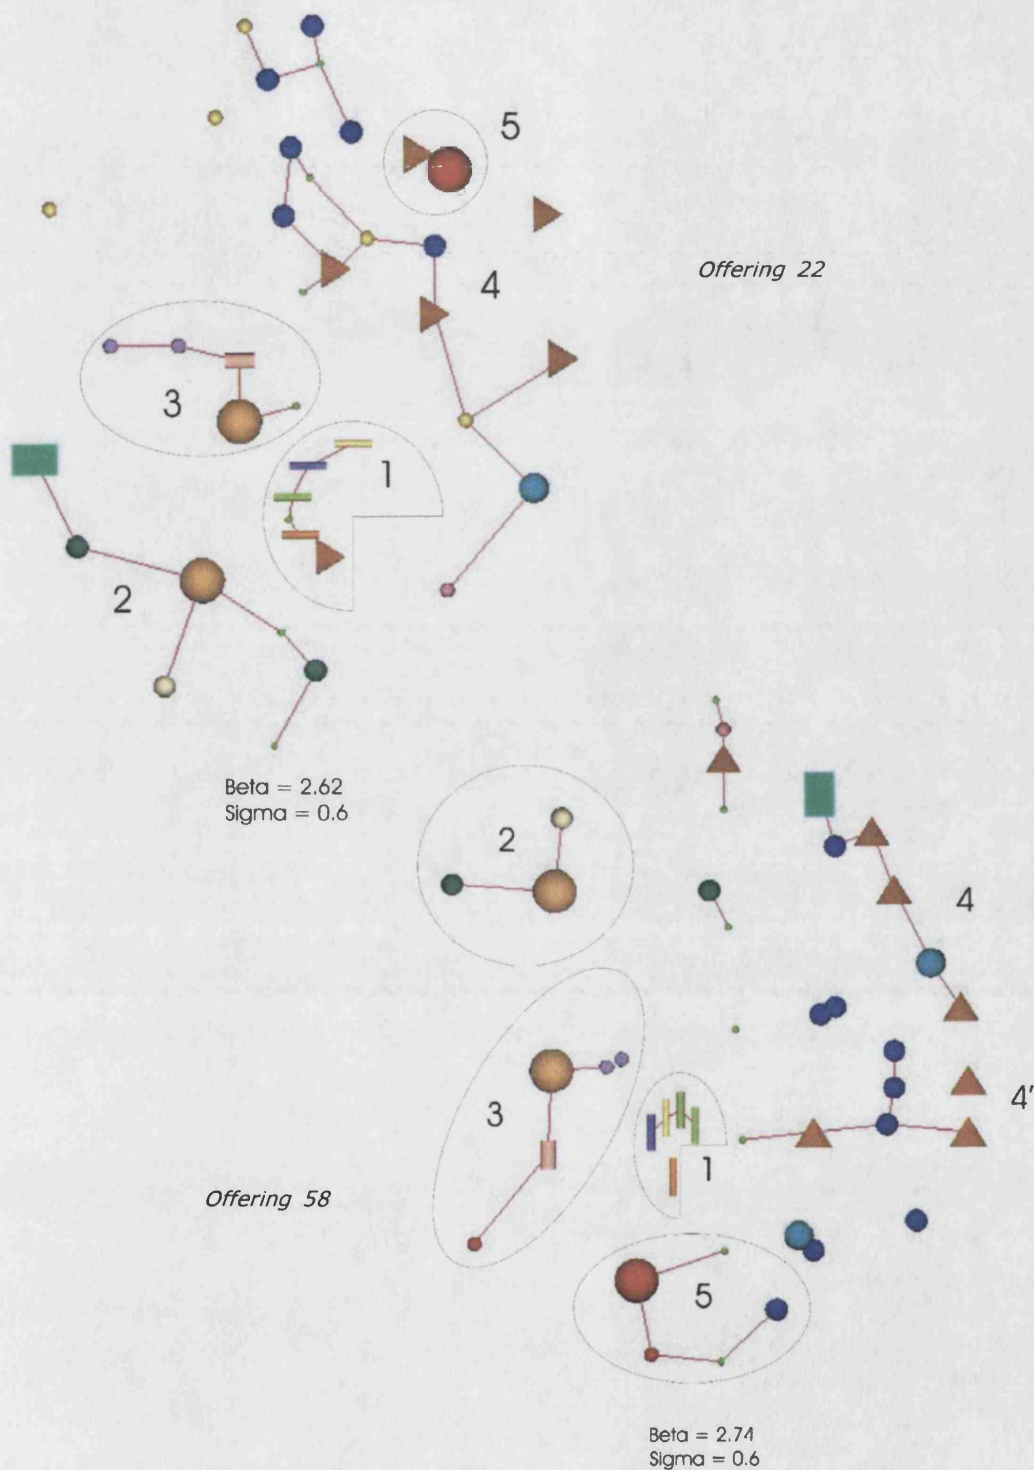 5
Offering 22
4
3
1
2
Beta = 2.62
Sigma = 0.6
2
4
4'
3
1
Offering 58
5
Beta = 2.74
Sigma = 0.6